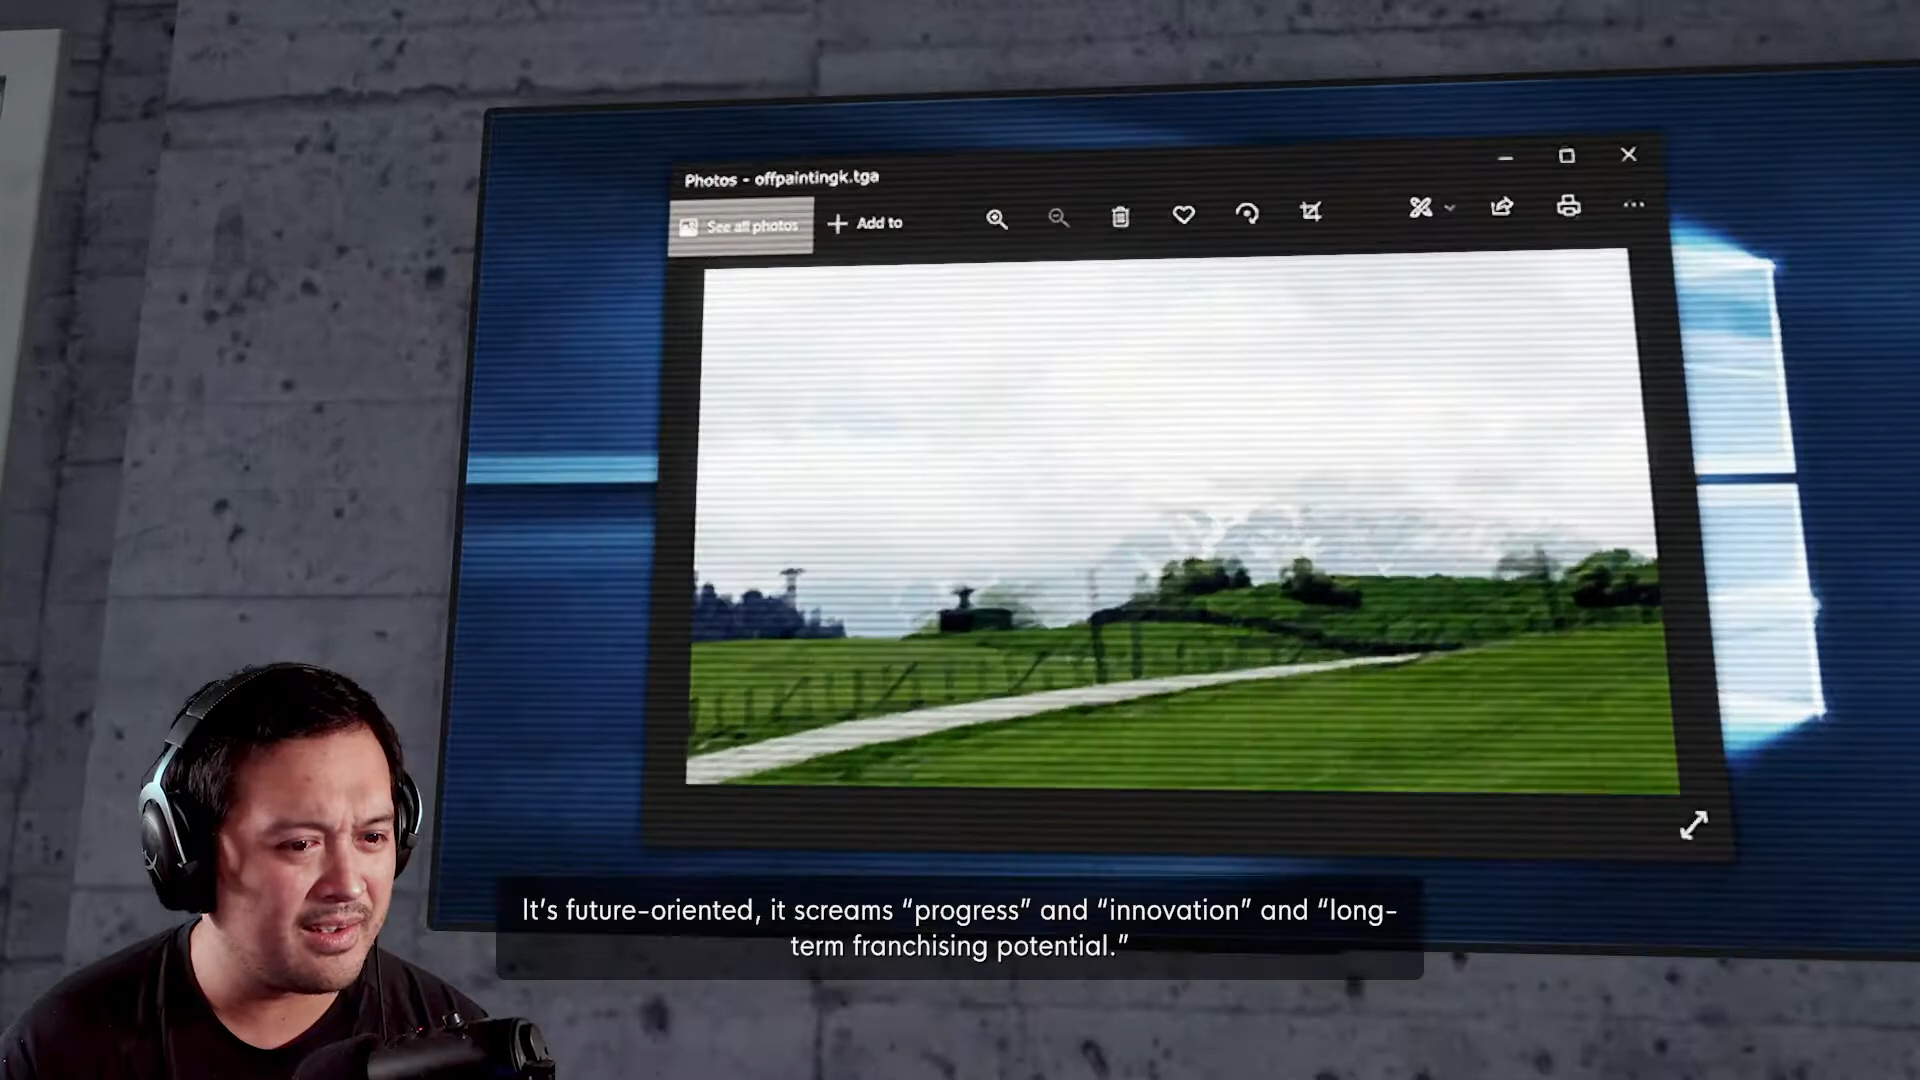 Photos - offpaintingk.tga
See all photos
Add to
It's future-oriented, it screams “progress” and “innovation” and “long-
term franchising potential.”